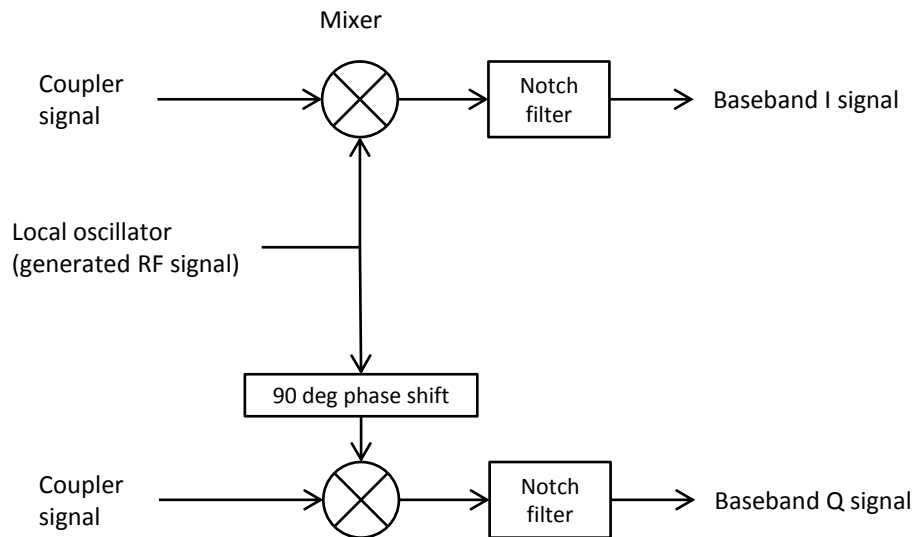 Mixer
Coupler
signal
Notch
filter
Baseband I signal
Local oscillator
(generated RF signal)
90 deg phase shift
Coupler
signal
Notch
filter
Baseband Q signal